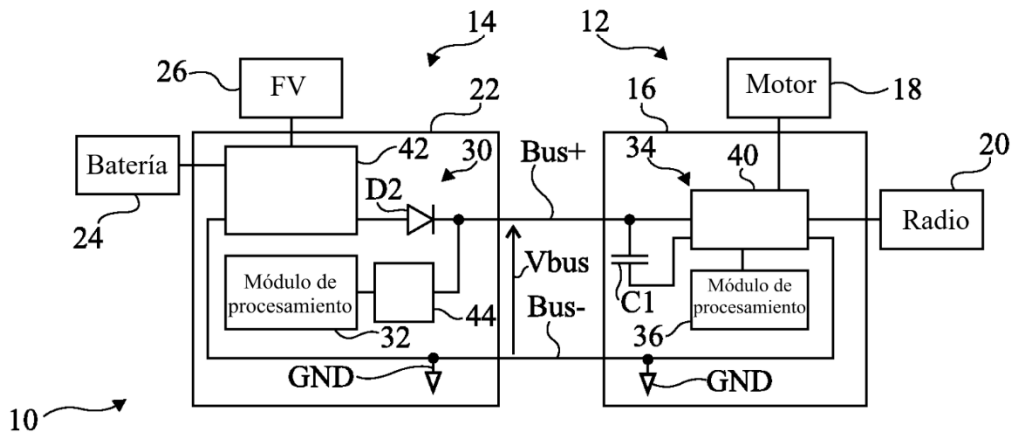 14
12
26
FV
22
16
Motor
18
Batería
42
30
Bus+
34
40
20
D2
Radio
24
Vbus
Módulo de
procesamiento
Módulo de
procesamiento
C1
Bus-
32
44
36
GND
GND
10